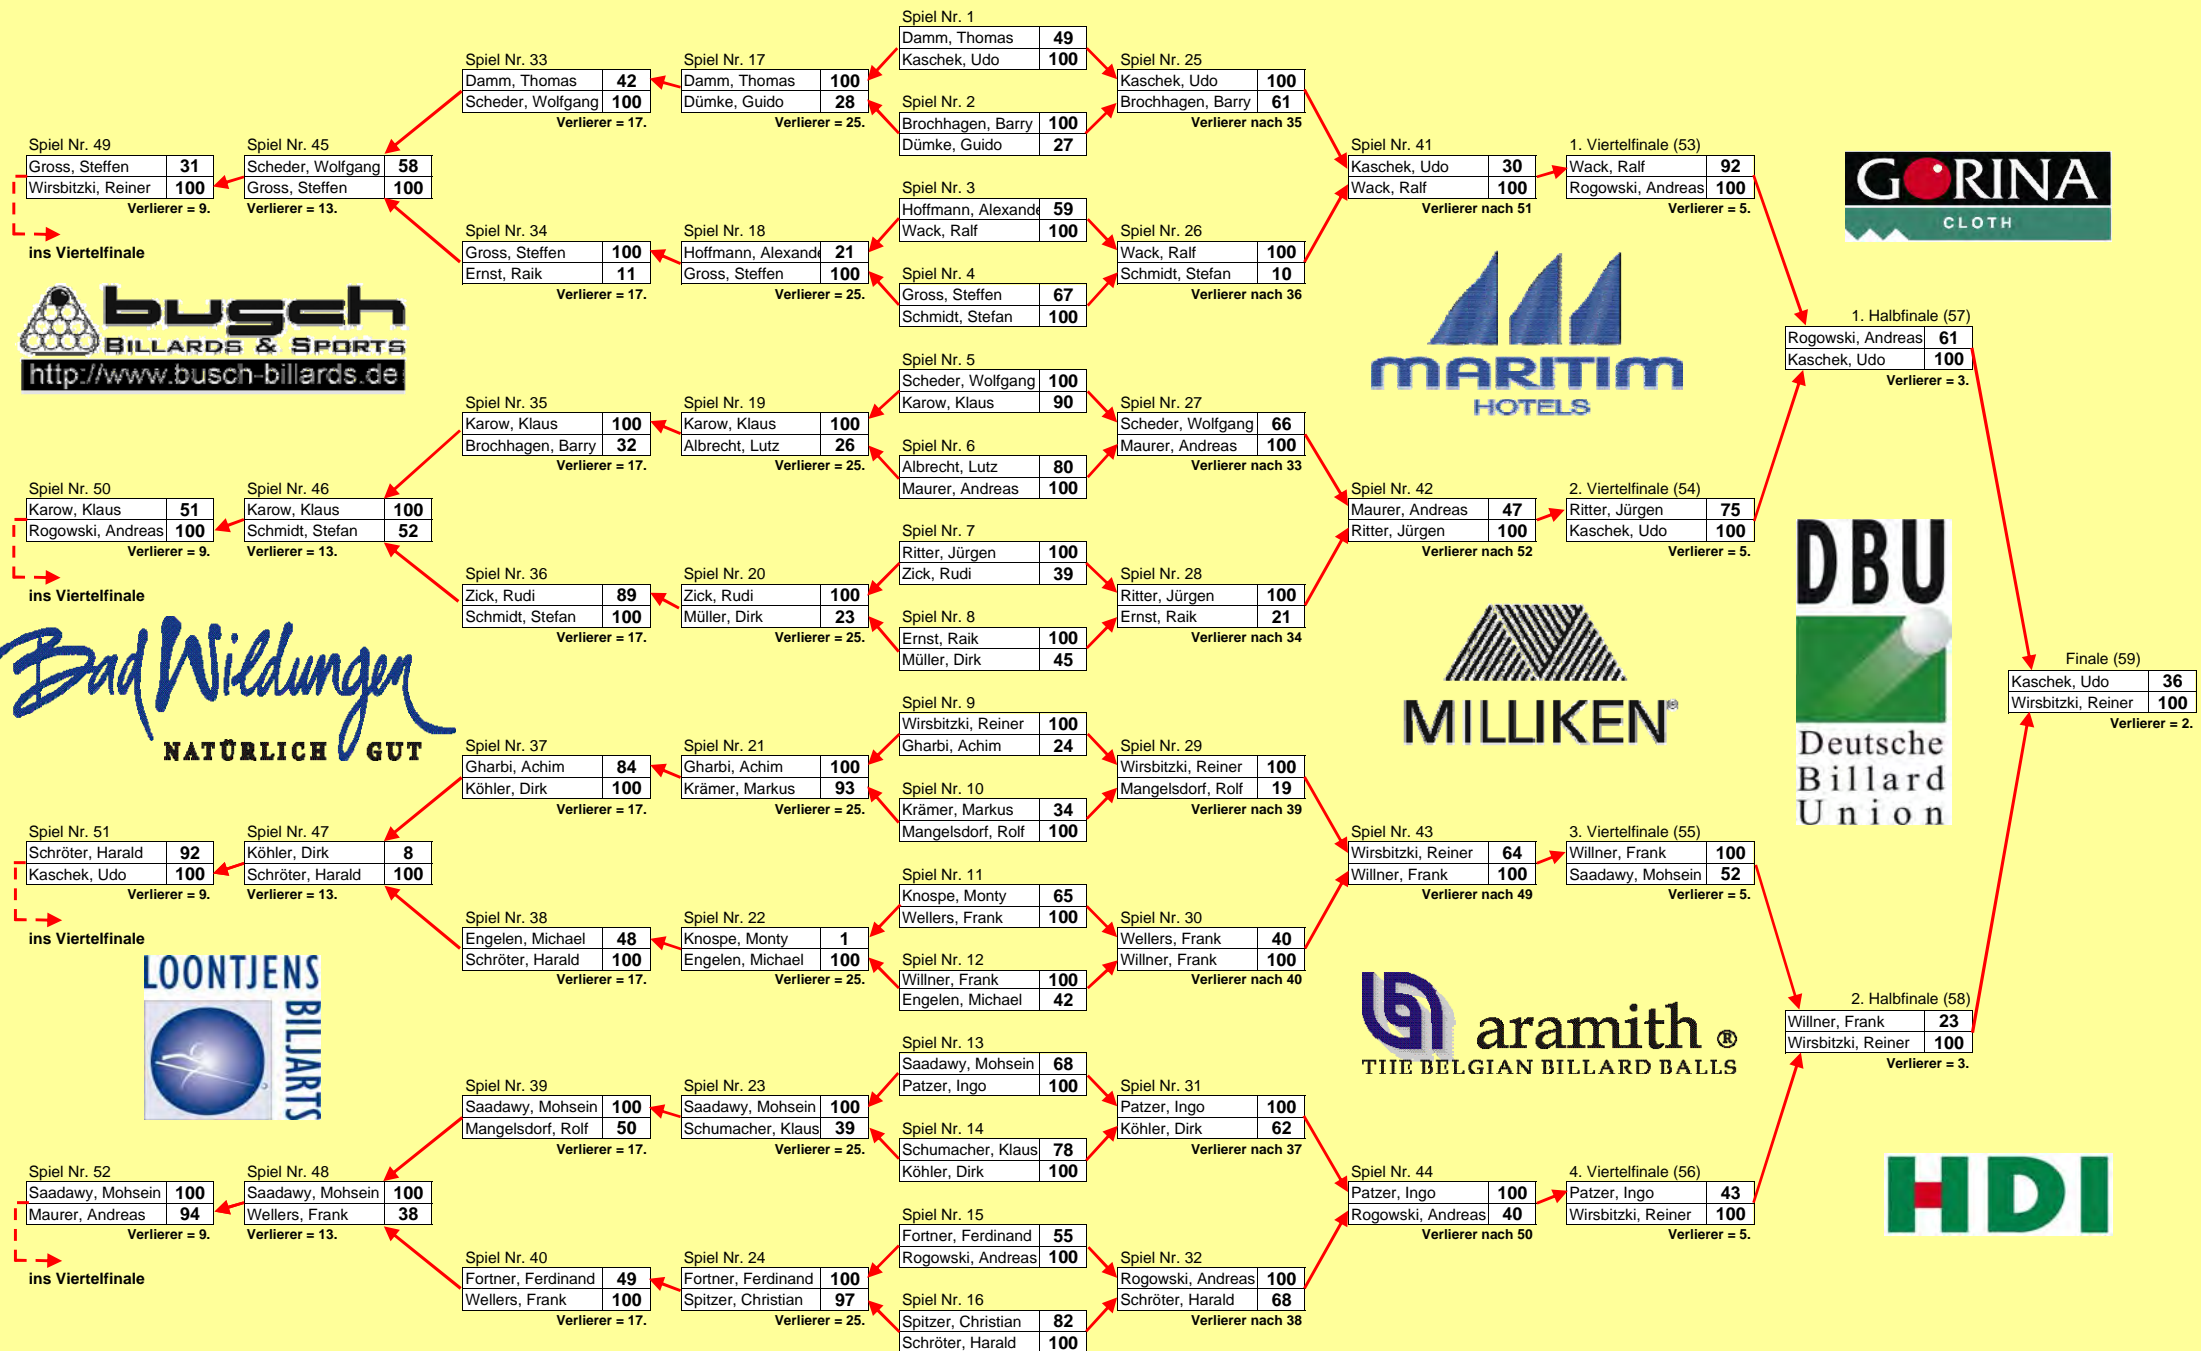 Spiel Nr. 49
Gross, Steffen 31
Wirsbitzki, Reiner 100
Verlierer = 9.
ins Viertelfinale
busch
BILLARDS & SPORTS
http://www.busch-billards.de
Spiel Nr. 50
Karow, Klaus 51
Rogowski, Andreas 100
Verlierer = 9.
ins Viertelfinale
Bad Wildungen
NATÜRLICH GUT
Spiel Nr. 51
Schröter, Harald 92
Kaschek, Udo 100
Verlierer = 9.
ins Viertelfinale
LOONTJENS
BILJARTS
Spiel Nr. 52
Saadawy, Mohsein 100
Maurer, Andreas 94
Verlierer = 9.
ins Viertelfinale
Spiel Nr. 45
Scheder, Wolfgang 58
Gross, Steffen 100
Verlierer = 13.
Spiel Nr. 46
Karow, Klaus 100
Schmidt, Stefan 52
Verlierer = 13.
Spiel Nr. 47
Köhler, Dirk 8
Schröter, Harald 100
Verlierer = 13.
Spiel Nr. 48
Saadawy, Mohsein 100
Wellers, Frank 38
Verlierer = 13.
Spiel Nr. 33
Damm, Thomas 42
Scheder, Wolfgang 100
Verlierer = 17.
Spiel Nr. 34
Gross, Steffen 100
Ernst, Raik 11
Verlierer = 17.
Spiel Nr. 35
Karow, Klaus 100
Brochhagen, Barry 32
Verlierer = 17.
Spiel Nr. 36
Zick, Rudi 89
Schmidt, Stefan 100
Verlierer = 17.
Spiel Nr. 37
Gharbi, Achim 84
Köhler, Dirk 100
Verlierer = 17.
Spiel Nr. 38
Engelen, Michael 48
Schröter, Harald 100
Verlierer = 17.
Spiel Nr. 39
Saadawy, Mohsein 100
Mangelsdorf, Rolf 50
Verlierer = 17.
Spiel Nr. 40
Fortner, Ferdinand 49
Wellers, Frank 100
Verlierer = 17.
Spiel Nr. 17
Damm, Thomas 100
Dümke, Guido 28
Verlierer = 25.
Spiel Nr. 18
Hoffmann, Alexande 21
Gross, Steffen 100
Verlierer = 25.
Spiel Nr. 19
Karow, Klaus 100
Albrecht, Lutz 26
Verlierer = 25.
Spiel Nr. 20
Zick, Rudi 100
Müller, Dirk 23
Verlierer = 25.
Spiel Nr. 21
Gharbi, Achim 100
Krämer, Markus 93
Verlierer = 25.
Spiel Nr. 22
Knospe, Monty 1
Engelen, Michael 100
Verlierer = 25.
Spiel Nr. 23
Saadawy, Mohsein 100
Schumacher, Klaus 39
Verlierer = 25.
Spiel Nr. 24
Fortner, Ferdinand 100
Spitzer, Christian 97
Verlierer = 25.
Spiel Nr. 1
Damm, Thomas 49
Kaschek, Udo 100
Spiel Nr. 2
Brochhagen, Barry 100
Dümke, Guido 27
Spiel Nr. 3
Hoffmann, Alexande 59
Wack, Ralf 100
Spiel Nr. 4
Gross, Steffen 67
Schmidt, Stefan 100
Spiel Nr. 5
Scheder, Wolfgang 100
Karow, Klaus 90
Spiel Nr. 6
Albrecht, Lutz 80
Maurer, Andreas 100
Spiel Nr. 7
Ritter, Jürgen 100
Zick, Rudi 39
Spiel Nr. 8
Ernst, Raik 100
Müller, Dirk 45
Spiel Nr. 9
Wirsbitzki, Reiner 100
Gharbi, Achim 24
Spiel Nr. 10
Krämer, Markus 34
Mangelsdorf, Rolf 100
Spiel Nr. 11
Knospe, Monty 65
Wellers, Frank 100
Spiel Nr. 12
Willner, Frank 100
Engelen, Michael 42
Spiel Nr. 13
Saadawy, Mohsein 68
Patzer, Ingo 100
Spiel Nr. 14
Schumacher, Klaus 78
Köhler, Dirk 100
Spiel Nr. 15
Fortner, Ferdinand 55
Rogowski, Andreas 100
Spiel Nr. 16
Spitzer, Christian 82
Schröter, Harald 100
Spiel Nr. 25
Kaschek, Udo 100
Brochhagen, Barry 61
Verlierer nach 35
Spiel Nr. 26
Wack, Ralf 100
Schmidt, Stefan 10
Verlierer nach 36
Spiel Nr. 27
Scheder, Wolfgang 66
Maurer, Andreas 100
Verlierer nach 33
Spiel Nr. 28
Ritter, Jürgen 100
Ernst, Raik 21
Verlierer nach 34
Spiel Nr. 29
Wirsbitzki, Reiner 100
Mangelsdorf, Rolf 19
Verlierer nach 39
Spiel Nr. 30
Wellers, Frank 40
Willner, Frank 100
Verlierer nach 40
Spiel Nr. 31
Patzer, Ingo 100
Köhler, Dirk 62
Verlierer nach 37
Spiel Nr. 32
Rogowski, Andreas 100
Schröter, Harald 68
Verlierer nach 38
Spiel Nr. 41
Kaschek, Udo 30
Wack, Ralf 100
Verlierer nach 51
MARITIM
HOTELS
Spiel Nr. 42
Maurer, Andreas 47
Ritter, Jürgen 100
Verlierer nach 52
MILLIKEN®
Spiel Nr. 43
Wirsbitzki, Reiner 64
Willner, Frank 100
Verlierer nach 49
aramith ®
THE BELGIAN BILLARD BALLS
Spiel Nr. 44
Patzer, Ingo 100
Rogowski, Andreas 40
Verlierer nach 50
1. Viertelfinale (53)
Wack, Ralf 92
Rogowski, Andreas 100
Verlierer = 5.
2. Viertelfinale (54)
Ritter, Jürgen 75
Kaschek, Udo 100
Verlierer = 5.
3. Viertelfinale (55)
Willner, Frank 100
Saadawy, Mohsein 52
Verlierer = 5.
4. Viertelfinale (56)
Patzer, Ingo 43
Wirsbitzki, Reiner 100
Verlierer = 5.
GORINA
CLOTH
1. Halbfinale (57)
Rogowski, Andreas 61
Kaschek, Udo 100
Verlierer = 3.
DBU
Deutsche
Billard
Union
2. Halbfinale (58)
Willner, Frank 23
Wirsbitzki, Reiner 100
Verlierer = 3.
HDI
Finale (59)
Kaschek, Udo 36
Wirsbitzki, Reiner 100
Verlierer = 2.